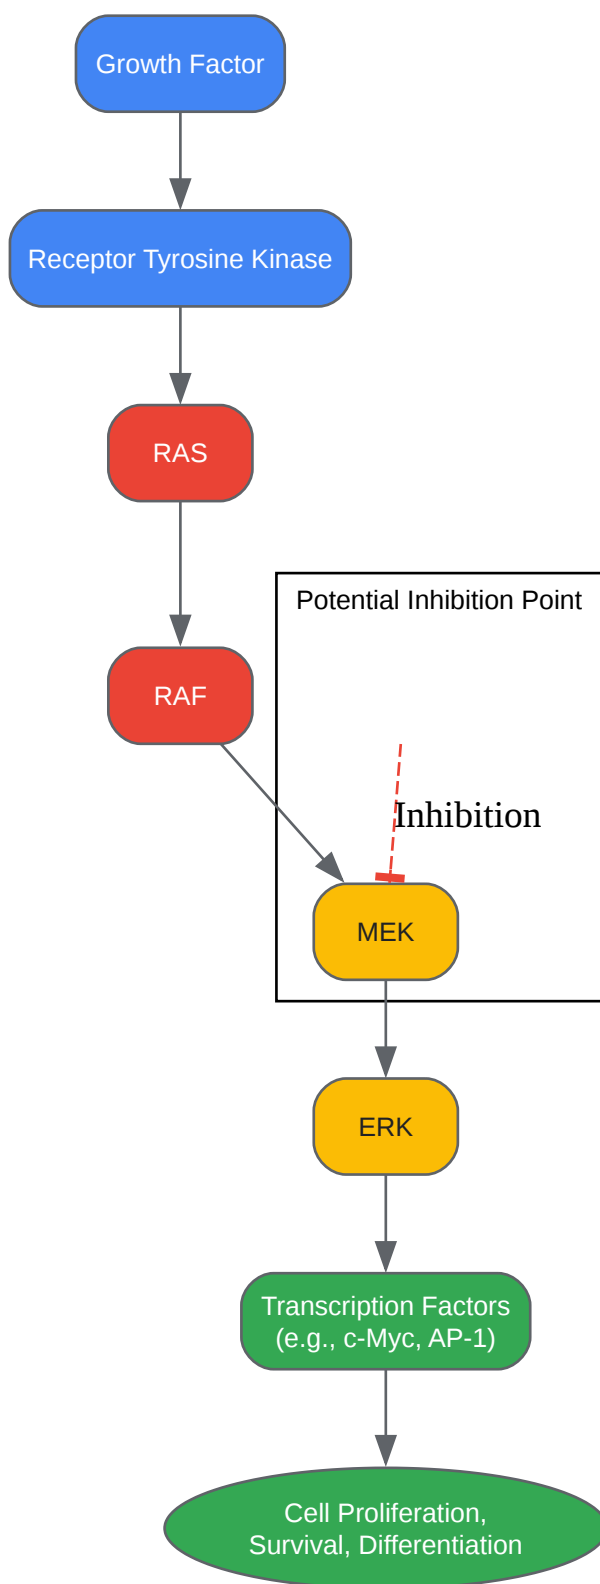 Growth Factor
Receptor Tyrosine Kinase
RAS
Potential Inhibition Point
RAF
Inhibition
MEK
ERK
Transcription Factors
(e.g., c-Myc, AP-1)
Cell Proliferation,
Survival, Differentiation